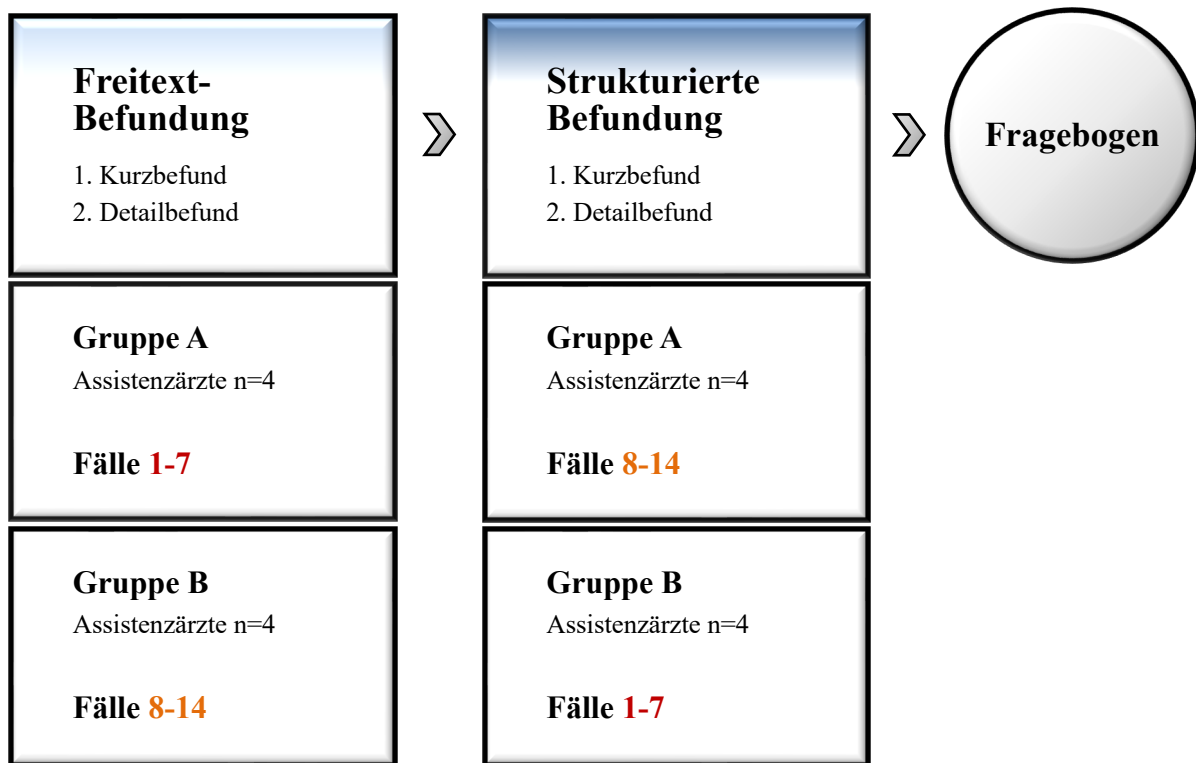 Freitext-
Befundung
1. Kurzbefund
2. Detailbefund
Gruppe A
Assistenzärzte n=4
Fälle 1-7
Gruppe B
Assistenzärzte n=4
Fälle 8-14
Strukturierte
Befundung
1. Kurzbefund
2. Detailbefund
Gruppe A
Assistenzärzte n=4
Fälle 8-14
Gruppe B
Assistenzärzte n=4
Fälle 1-7
Fragebogen